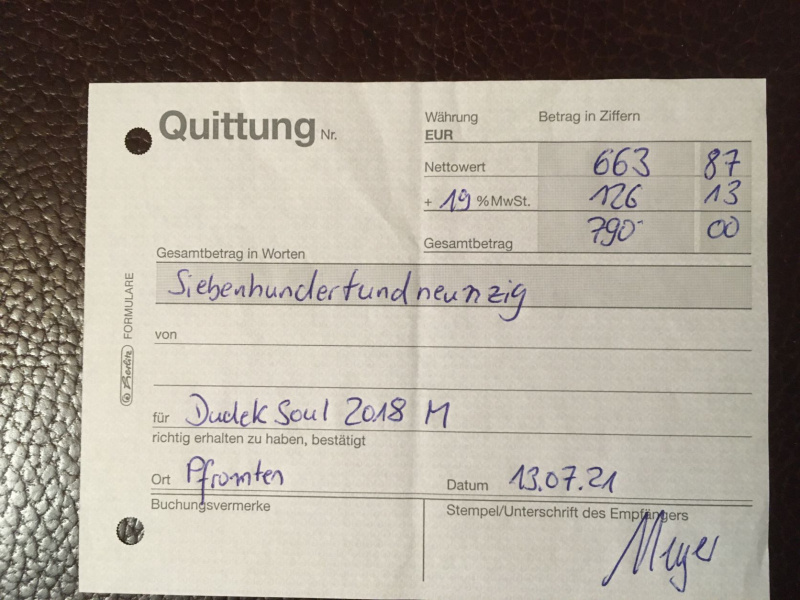 Quittung Nr.
Währung
EUR
Betrag in Ziffern
Nettowert 663 87
+ 19 % MwSt. 126 13
Gesamtbetrag 790- 00
Gesamtbetrag in Worten
Siebenhundertundneunzig
von
für Dudek Soul 2018 M
richtig erhalten zu haben, bestätigt
Ort Pfronten Datum 13.07.21
Buchungsvermerke
Stempel/Unterschrift des Empfängers
Meyer
Herlitz FORMULARE